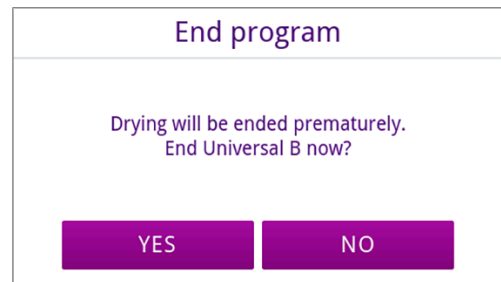 End program
Drying will be ended prematurely.
End Universal B now?
YES
NO